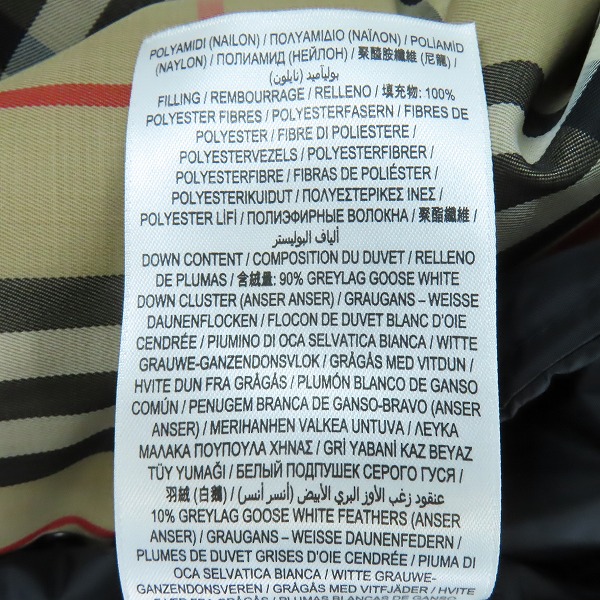 POLYAMIDI (NAILON) / ΠΟΛΥΑΜΙΔΙΟ (ΝΑΪΛΟΝ) / POLİAMİD
(NAYLON) / ПОЛИАМИД (НЕЙЛОН) / 聚醯胺纖維 (尼龍) /
بوليآميد (نايلون)
FILLING / REMBOURRAGE / RELLENO / 填充物: 100%
POLYESTER FIBRES / POLYESTERFASERN / FIBRES DE
POLYESTER / FIBRE DI POLIESTERE /
POLYESTERVEZELS / POLYESTERFIBRER /
POLYESTERFIBRE / FIBRAS DE POLIÉSTER /
POLYESTERIKUIDUT / ΠΟΛΥΕΣΤΕΡΙΚΕΣ ΙΝΕΣ /
POLYESTER LİFİ / ПОЛИЭФИРНЫЕ ВОЛОКНА / 聚酯纖維 /
ألياف البوليستر
DOWN CONTENT / COMPOSITION DU DUVET / RELLENO
DE PLUMAS / 含絨量: 90% GREYLAG GOOSE WHITE
DOWN CLUSTER (ANSER ANSER) / GRAUGANS – WEISSE
DAUNENFLOCKEN / FLOCON DE DUVET BLANC D'OIE
CENDRÉE / PIUMINO DI OCA SELVATICA BIANCA / WITTE
GRAUWE-GANZENDONSVLOK / GRÅGÅS MED VITDUN /
HVITE DUN FRA GRÅGÅS / PLUMÓN BLANCO DE GANSO
COMÚN / PENUGEM BRANCA DE GANSO-BRAVO (ANSER
ANSER) / MERIHANHEN VALKEA UNTUVA / ΛΕΥΚΑ
ΜΑΛΑΚΑ ΠΟΥΠΟΥΛΑ ΧΗΝΑΣ / GRİ YABANİ KAZ BEYAZ
TÜY YUMAĞI / БЕЛЫЙ ПОДПУШЕК СЕРОГО ГУСЯ /
羽絨 (白鵝) / عنقود زغب الأوز البري الأبيض (أنسر أنسر) /
10% GREYLAG GOOSE WHITE FEATHERS (ANSER
ANSER) / GRAUGANS – WEISSE DAUNENFEDERN /
PLUMES DE DUVET GRISES D'OIE CENDRÉE / PIUMA DI
OCA SELVATICA BIANCA / WITTE GRAUWE-
GANZENDONSVEREN / GRÅGÅS MED VITFJÄDER / HVITE
PLUMAS BLANCAS DE GANSO